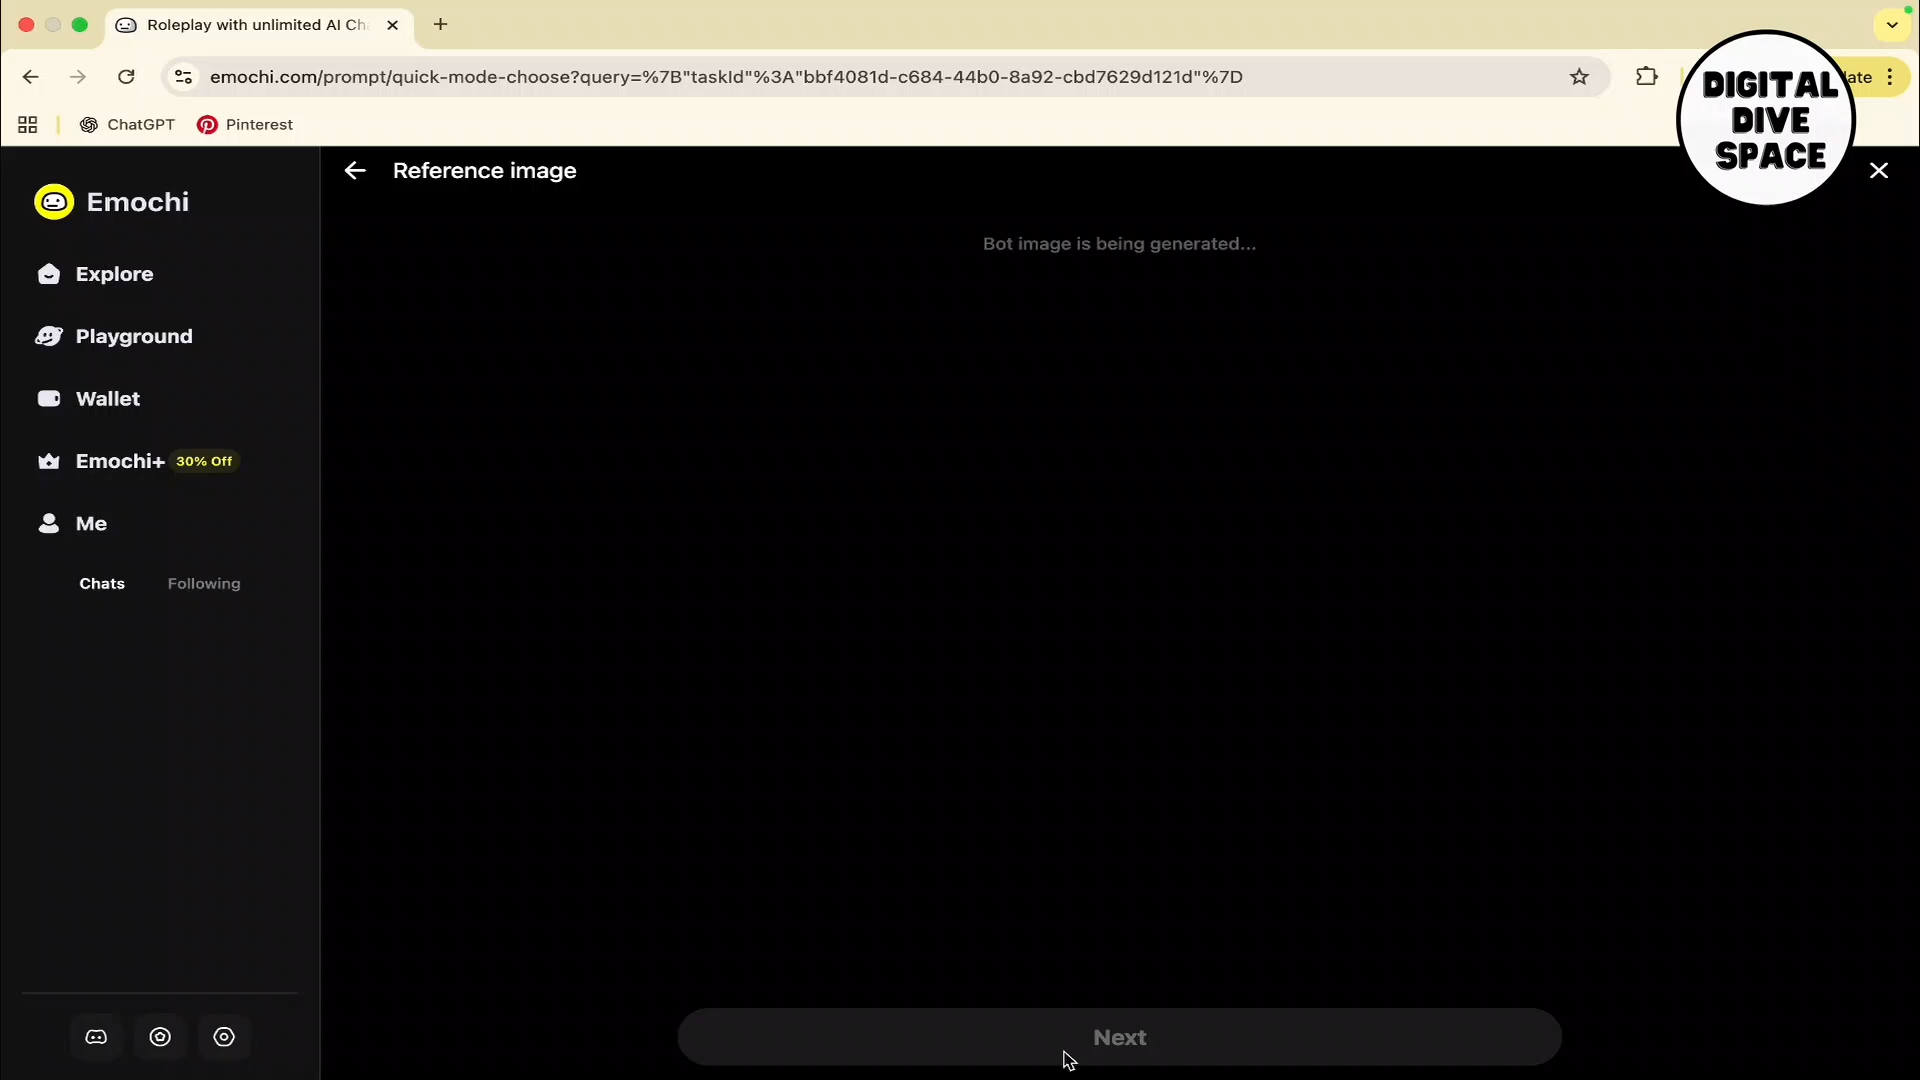 Roleplay with unlimited AI Ch
emochi.com/prompt/quick-mode-choose?query=%7B"taskId"%3A"bbf4081d-c684-44b0-8a92-cbd7629d121d"%7D
ate
ChatGPT
Pinterest
DIGITAL
DIVE
SPACE
Emochi
Reference image
Bot image is being generated...
Explore
Playground
Wallet
Emochi+ 30% Off
Me
Chats Following
Next